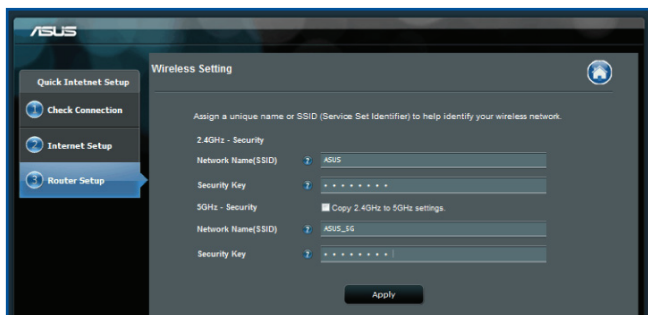 ASUS
Quick Intetnet Setup
1 Check Connection
2 Internet Setup
3 Router Setup
Wireless Setting
Assign a unique name or SSID (Service Set Identifier) to help identify your wireless network.
2.4GHz - Security
Network Name(SSID) ? ASUS
Security Key ? ••••••••
5GHz - Security Copy 2.4GHz to 5GHz settings.
Network Name(SSID) ? ASUS_5G
Security Key ? ••••••••
Apply